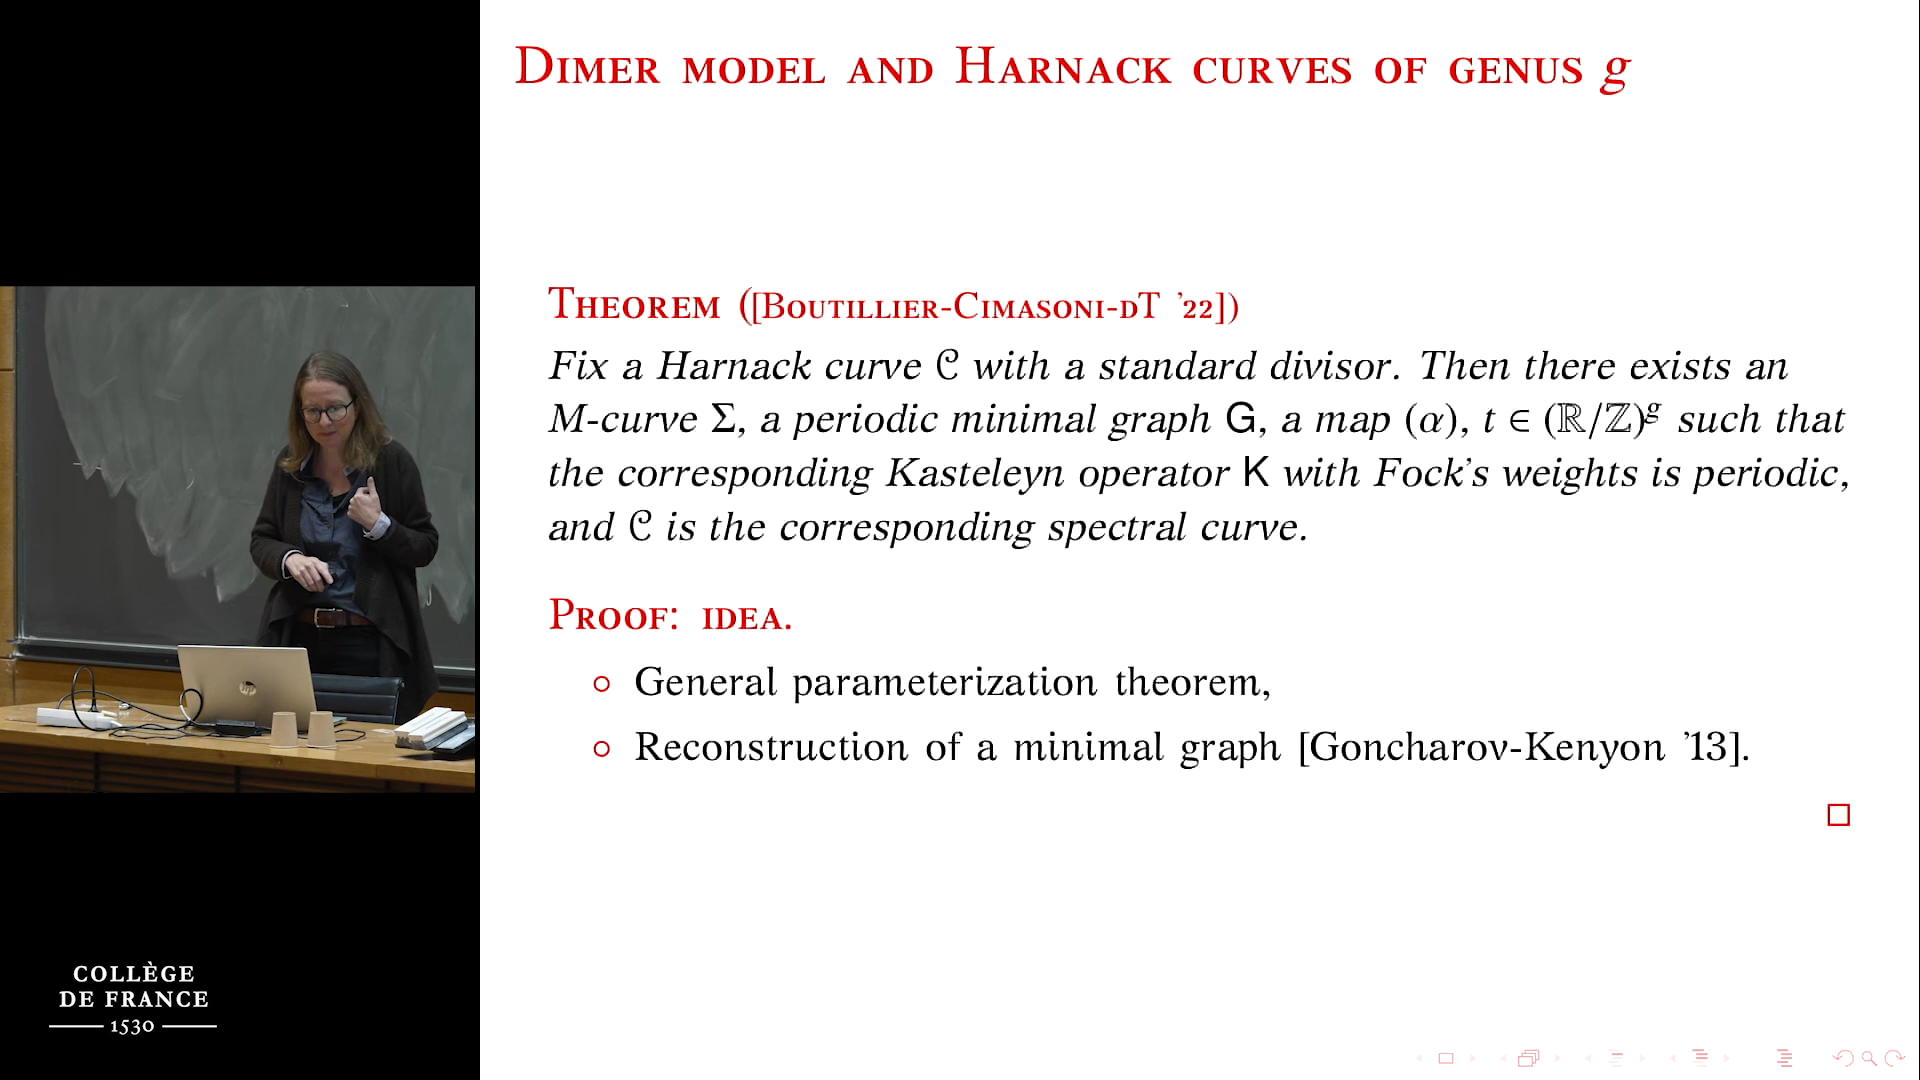 DIMER MODEL AND HARNACK CURVES OF GENUS g
THEOREM ([BOUTILLIER-CIMASONI-DT ’22])
Fix a Harnack curve 𝒞 with a standard divisor. Then there exists an
M-curve Σ, a periodic minimal graph G, a map (α), t ∈ (ℝ/ℤ)^g such that
the corresponding Kasteleyn operator K with Fock’s weights is periodic,
and 𝒞 is the corresponding spectral curve.
PROOF: IDEA.
General parameterization theorem,
Reconstruction of a minimal graph [Goncharov-Kenyon ’13].
COLLÈGE
DE FRANCE
1530
hp